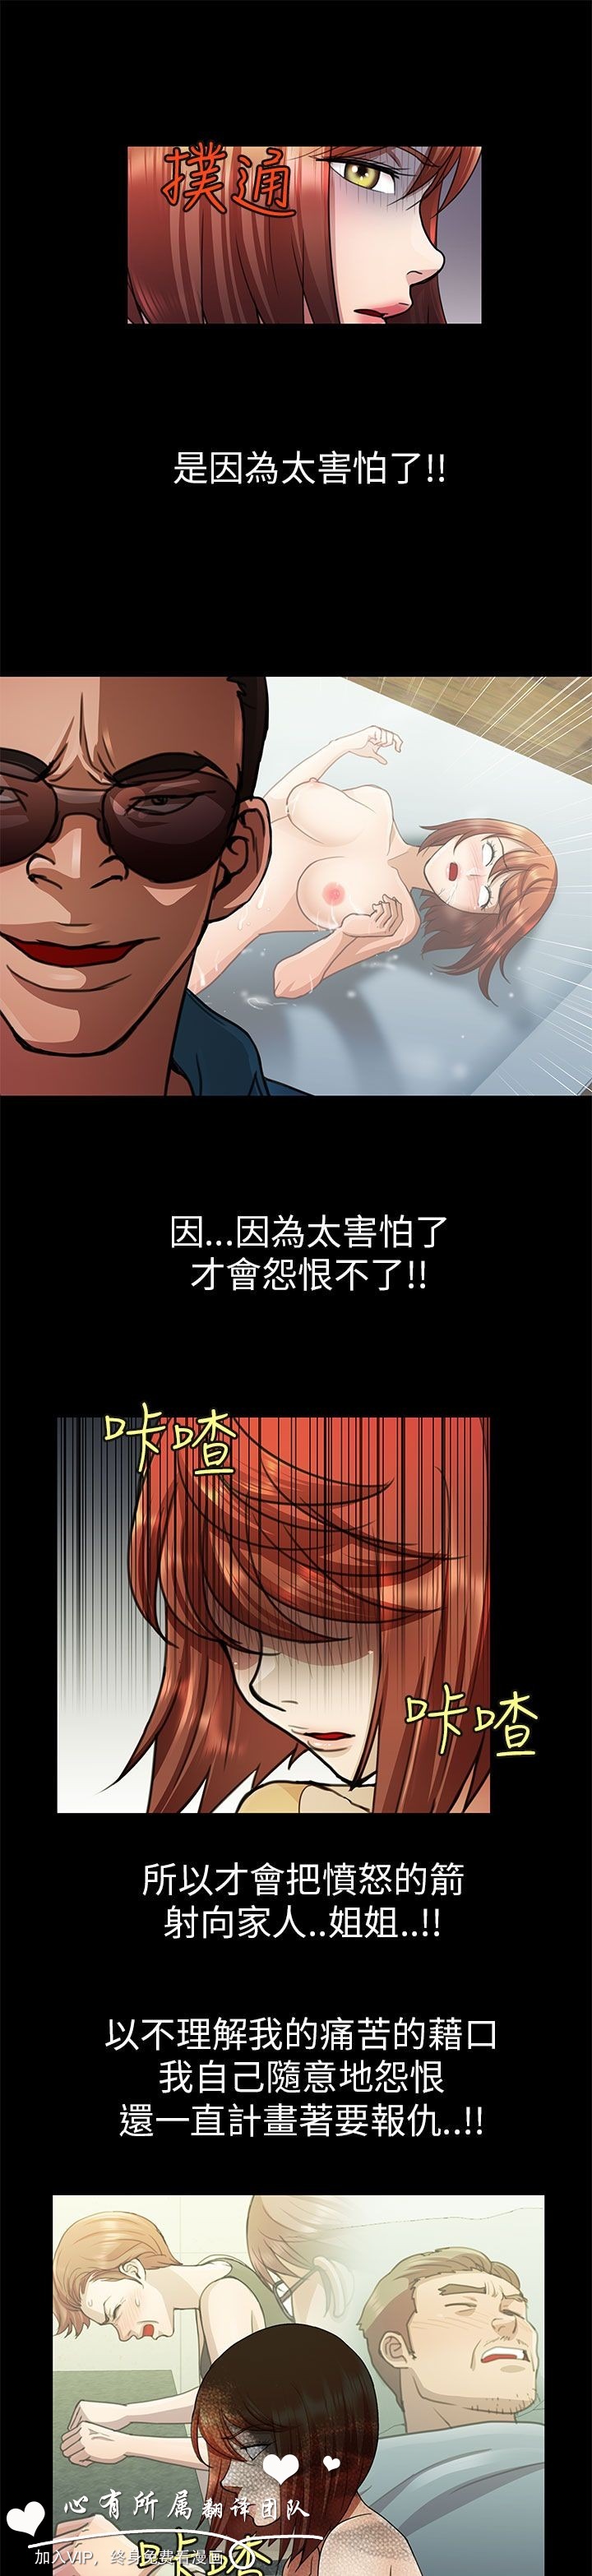 撲通
是因為太害怕了!!
因...因為太害怕了
才會怨恨不了!!
咔喳
咔喳
所以才會把憤怒的箭
射向家人..姐姐..!!
以不理解我的痛苦的藉口
我自己隨意地怨恨
還一直計畫著要報仇..!!
心有所属翻译团队
咔喳
加入VIP，终身免费看漫画